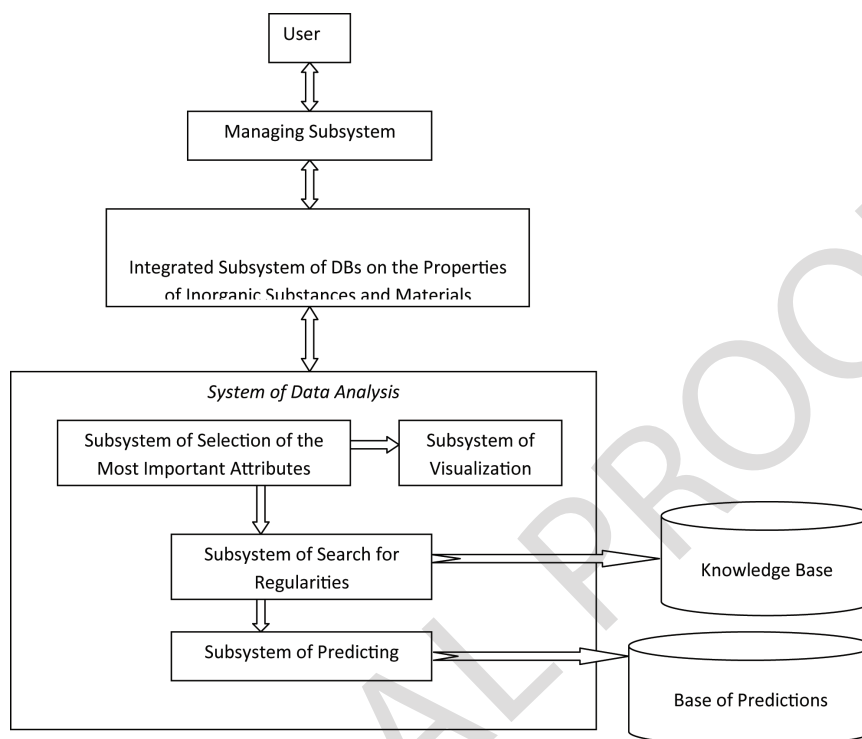 User
Managing Subsystem
Integrated Subsystem of DBs on the Properties
of Inorganic Substances and Materials
System of Data Analysis
Subsystem of Selection of the
Most Important Attributes
Subsystem of
Visualization
Subsystem of Search for
Regularities
Knowledge Base
Subsystem of Predicting
Base of Predictions
AL PROO